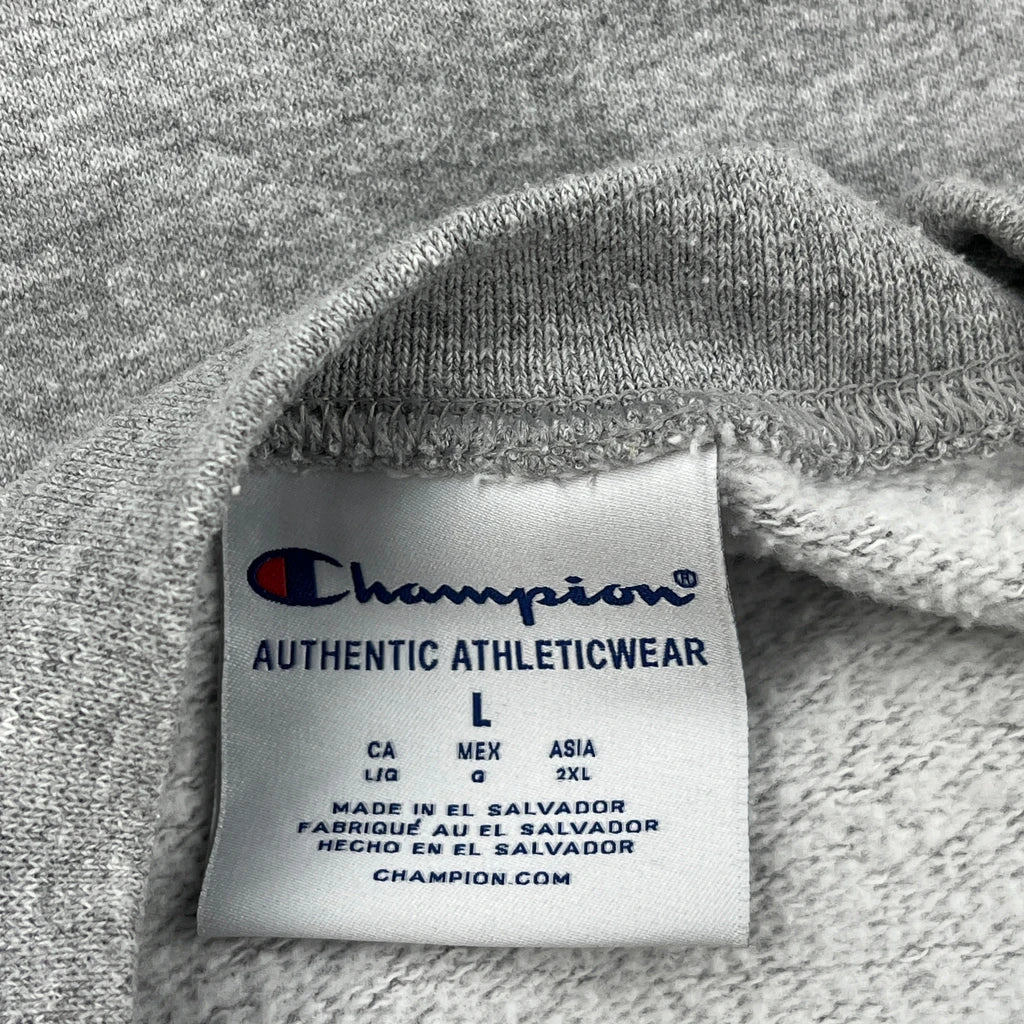 Champion®
AUTHENTIC ATHLETICWEAR
L
CA MEX ASIA
L/G G 2XL
MADE IN EL SALVADOR
FABRIQUÉ AU EL SALVADOR
HECHO EN EL SALVADOR
CHAMPION.COM